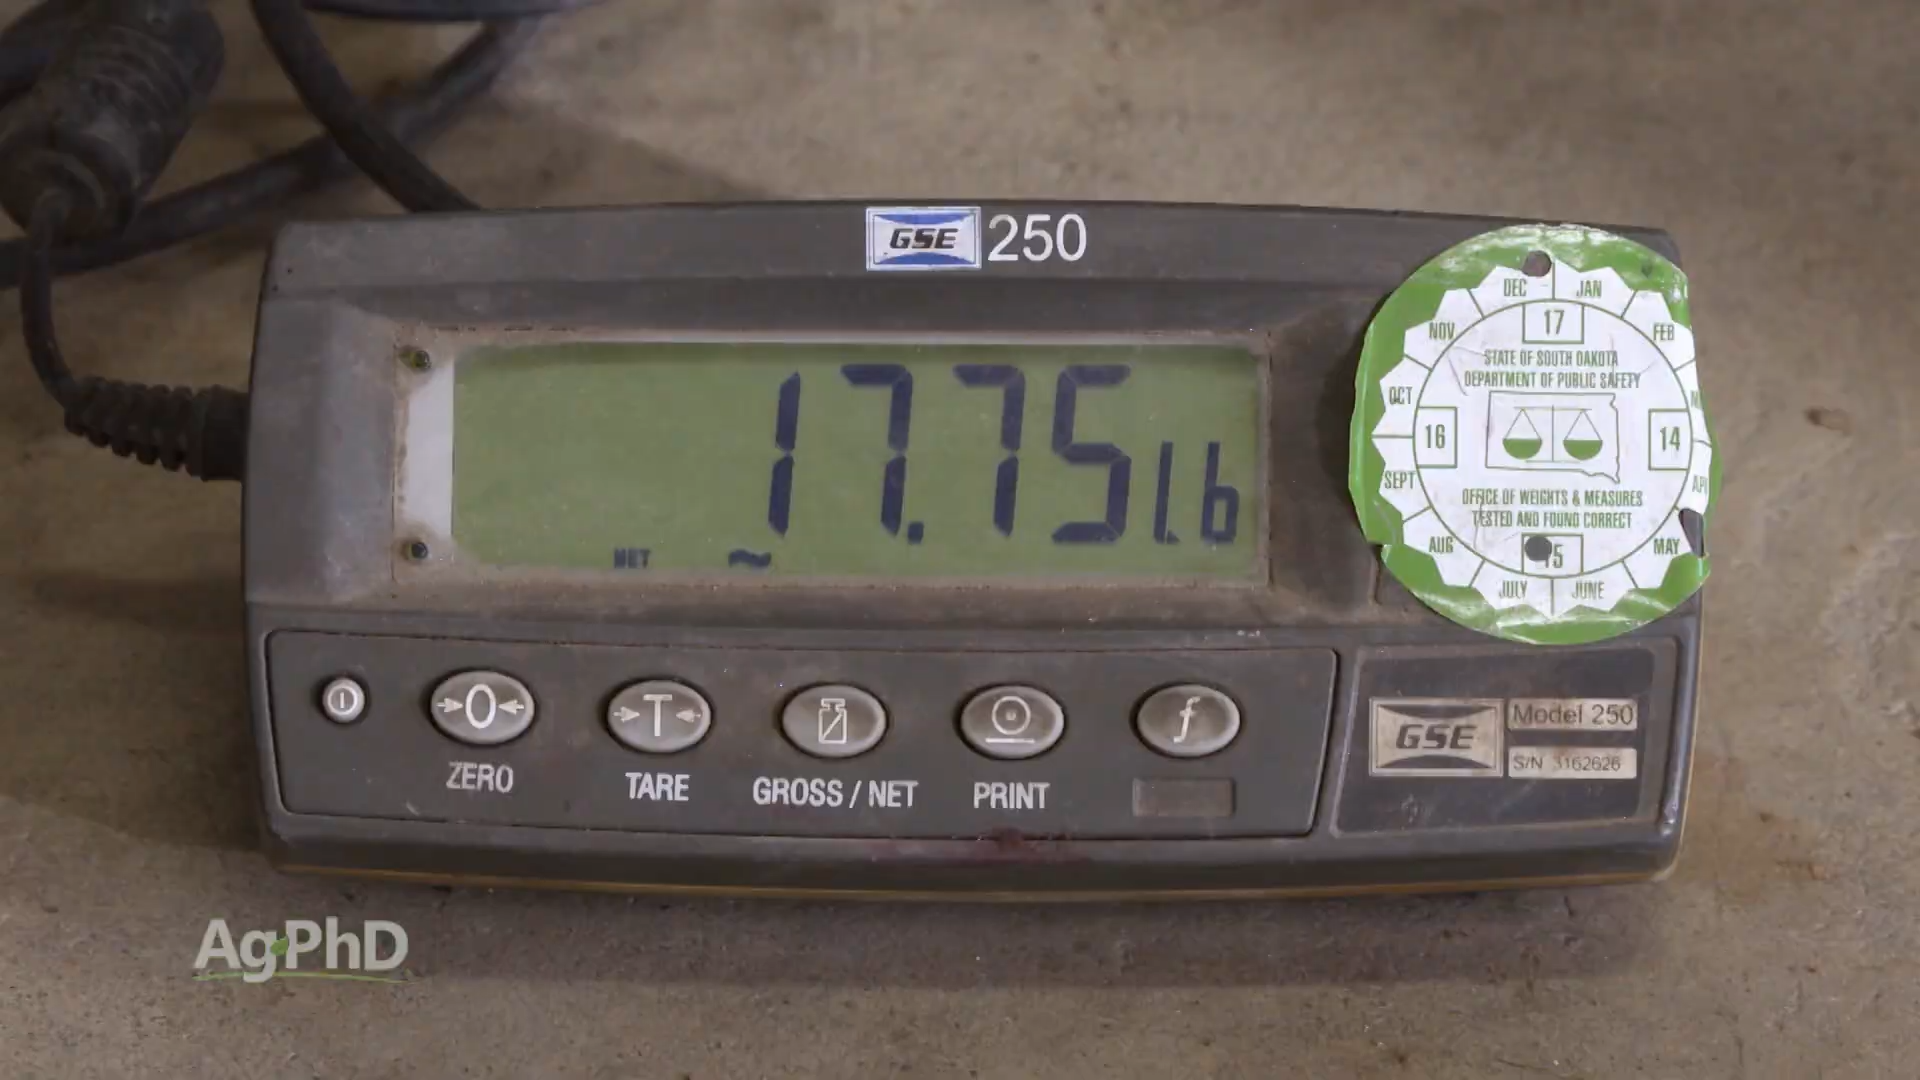 GSE 250
17.75 lb
NET ~
ZERO
TARE
GROSS / NET
PRINT
f
T
0
GSE
Model 250
S/N 3162626
DEC JAN
NOV 17 FEB
STATE OF SOUTH DAKOTA
DEPARTMENT OF PUBLIC SAFETY
OCT
16 14
SEPT
OFFICE OF WEIGHTS & MEASURES
TESTED AND FOUND CORRECT
AUG 15 MAY
JULY JUNE
AgPhD